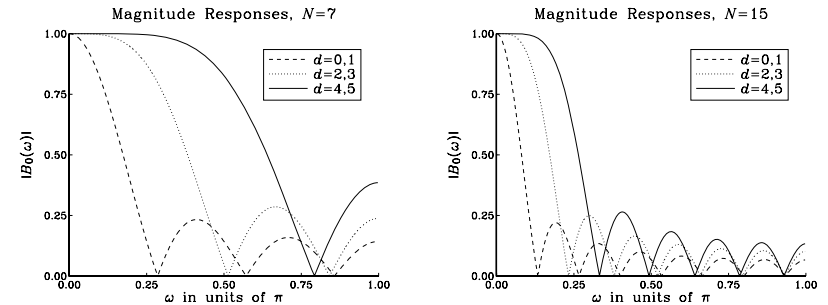 Magnitude Responses, N=7
1.00
0.75
0.50
0.25
0.00
|B0(ω)|
d=0,1
d=2,3
d=4,5
0.00 0.25 0.50 0.75 1.00
ω in units of π
Magnitude Responses, N=15
1.00
0.75
0.50
0.25
0.00
|B0(ω)|
d=0,1
d=2,3
d=4,5
0.00 0.25 0.50 0.75 1.00
ω in units of π